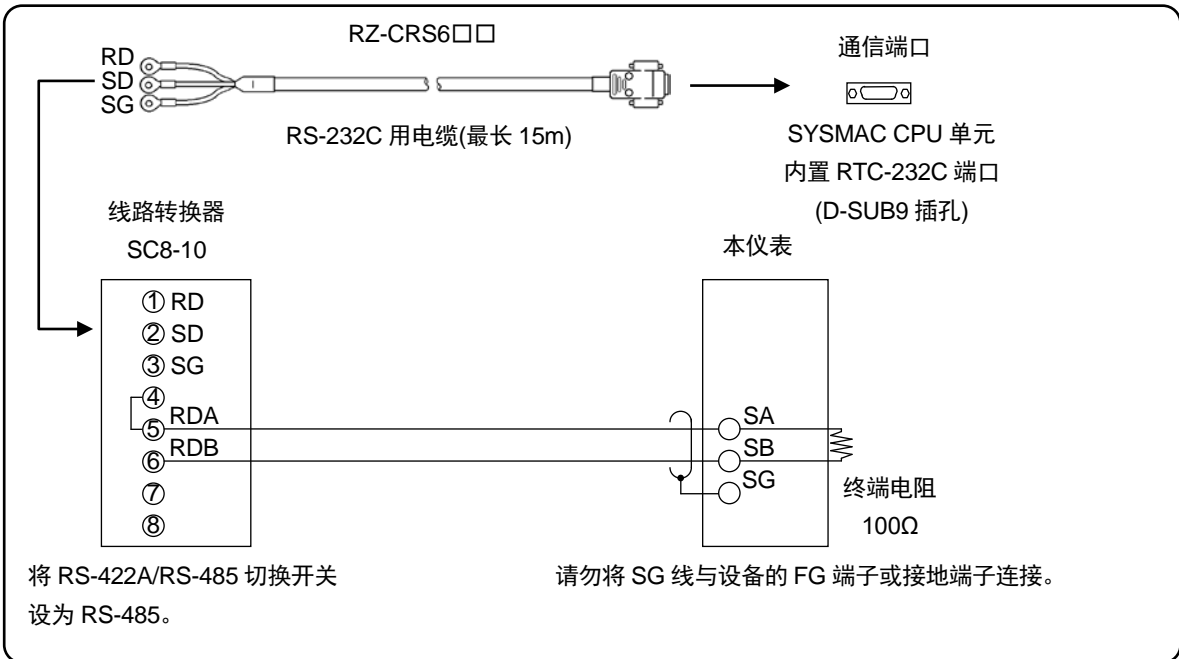 RZ-CRS6□□
RD
SD
SG
RS-232C 用电缆(最长 15m)
通信端口
SYSMAC CPU 单元
内置 RTC-232C 端口
(D-SUB9 插孔)
线路转换器
SC8-10
① RD
② SD
③ SG
④
⑤ RDA
⑥ RDB
⑦
⑧
本仪表
SA
SB
SG
终端电阻
100Ω
将 RS-422A/RS-485 切换开关
设为 RS-485。
请勿将 SG 线与设备的 FG 端子或接地端子连接。